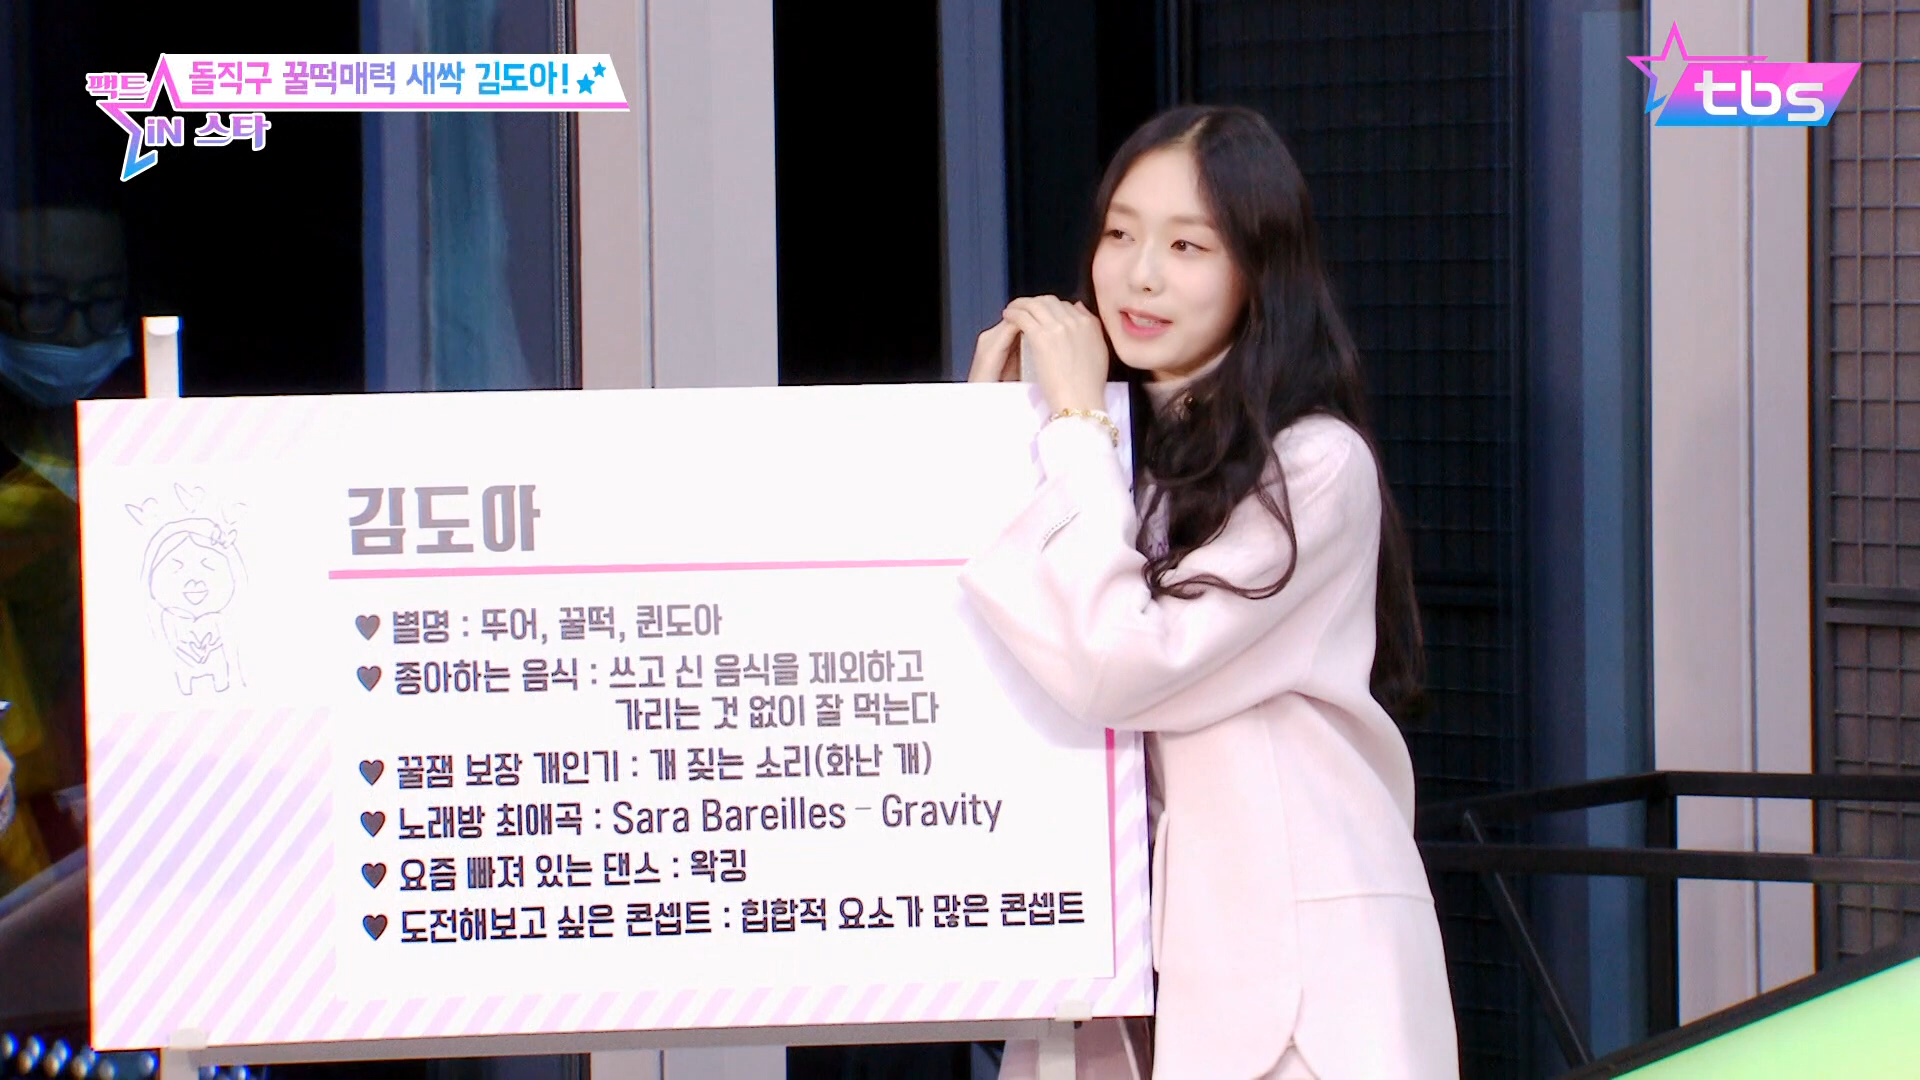 돌직구 꿀떡매력 새싹 김도아!
팩트
iN 스타
tbs
김도아
♥ 별명 : 뚜어, 꿀떡, 퀸도아
♥ 좋아하는 음식 : 쓰고 신 음식을 제외하고
가리는 것 없이 잘 먹는다
♥ 꿀잼 보장 개인기 : 개 짖는 소리(화난 개)
♥ 노래방 최애곡 : Sara Bareilles - Gravity
♥ 요즘 빠져 있는 댄스 : 왁킹
♥ 도전해보고 싶은 콘셉트 : 힙합적 요소가 많은 콘셉트